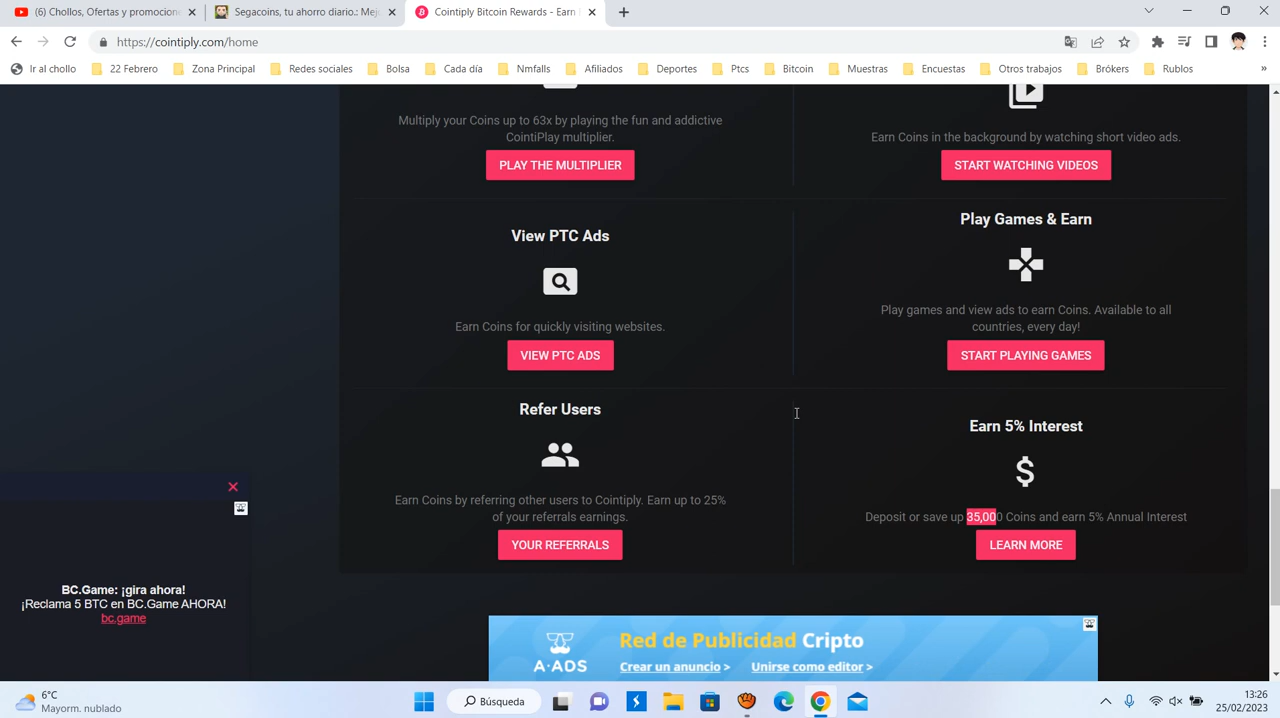 (6) Chollos, Ofertas y promocione
Segacoins, tu ahorro diario.: Mej
Cointiply Bitcoin Rewards - Earn
https://cointiply.com/home
Ir al chollo
22 Febrero
Zona Principal
Redes sociales
Bolsa
Cada día
Nmfalls
Afiliados
Deportes
Ptcs
Bitcoin
Muestras
Encuestas
Otros trabajos
Brókers
Rublos
»
Multiply your Coins up to 63x by playing the fun and addictive
CointiPlay multiplier.
PLAY THE MULTIPLIER
Earn Coins in the background by watching short video ads.
START WATCHING VIDEOS
View PTC Ads
Earn Coins for quickly visiting websites.
VIEW PTC ADS
Play Games & Earn
Play games and view ads to earn Coins. Available to all
countries, every day!
START PLAYING GAMES
Refer Users
Earn Coins by referring other users to Cointiply. Earn up to 25%
of your referrals earnings.
YOUR REFERRALS
Earn 5% Interest
$
Deposit or save up 35,000 Coins and earn 5% Annual Interest
LEARN MORE
BC.Game: ¡gira ahora!
¡Reclama 5 BTC en BC.Game AHORA!
bc.game
A-ADS
Red de Publicidad Cripto
Crear un anuncio >
Unirse como editor >
6°C
Mayorm. nublado
Búsqueda
13:26
25/02/2023